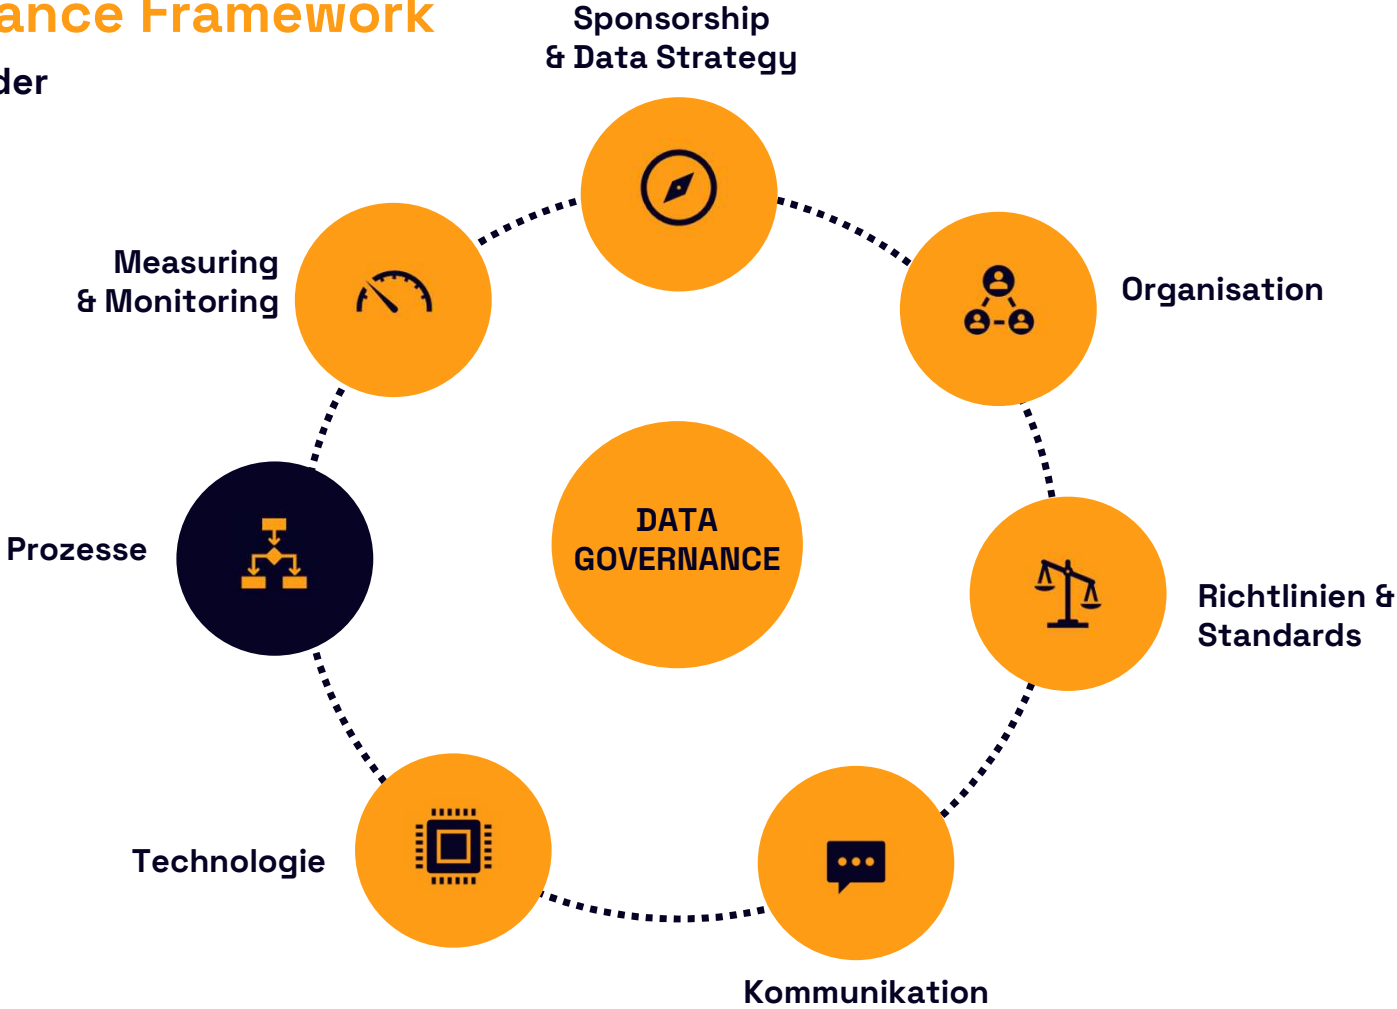 ance Framework
der
Sponsorship
& Data Strategy
Measuring
& Monitoring
Organisation
Prozesse
DATA
GOVERNANCE
Richtlinien &
Standards
Technologie
Kommunikation